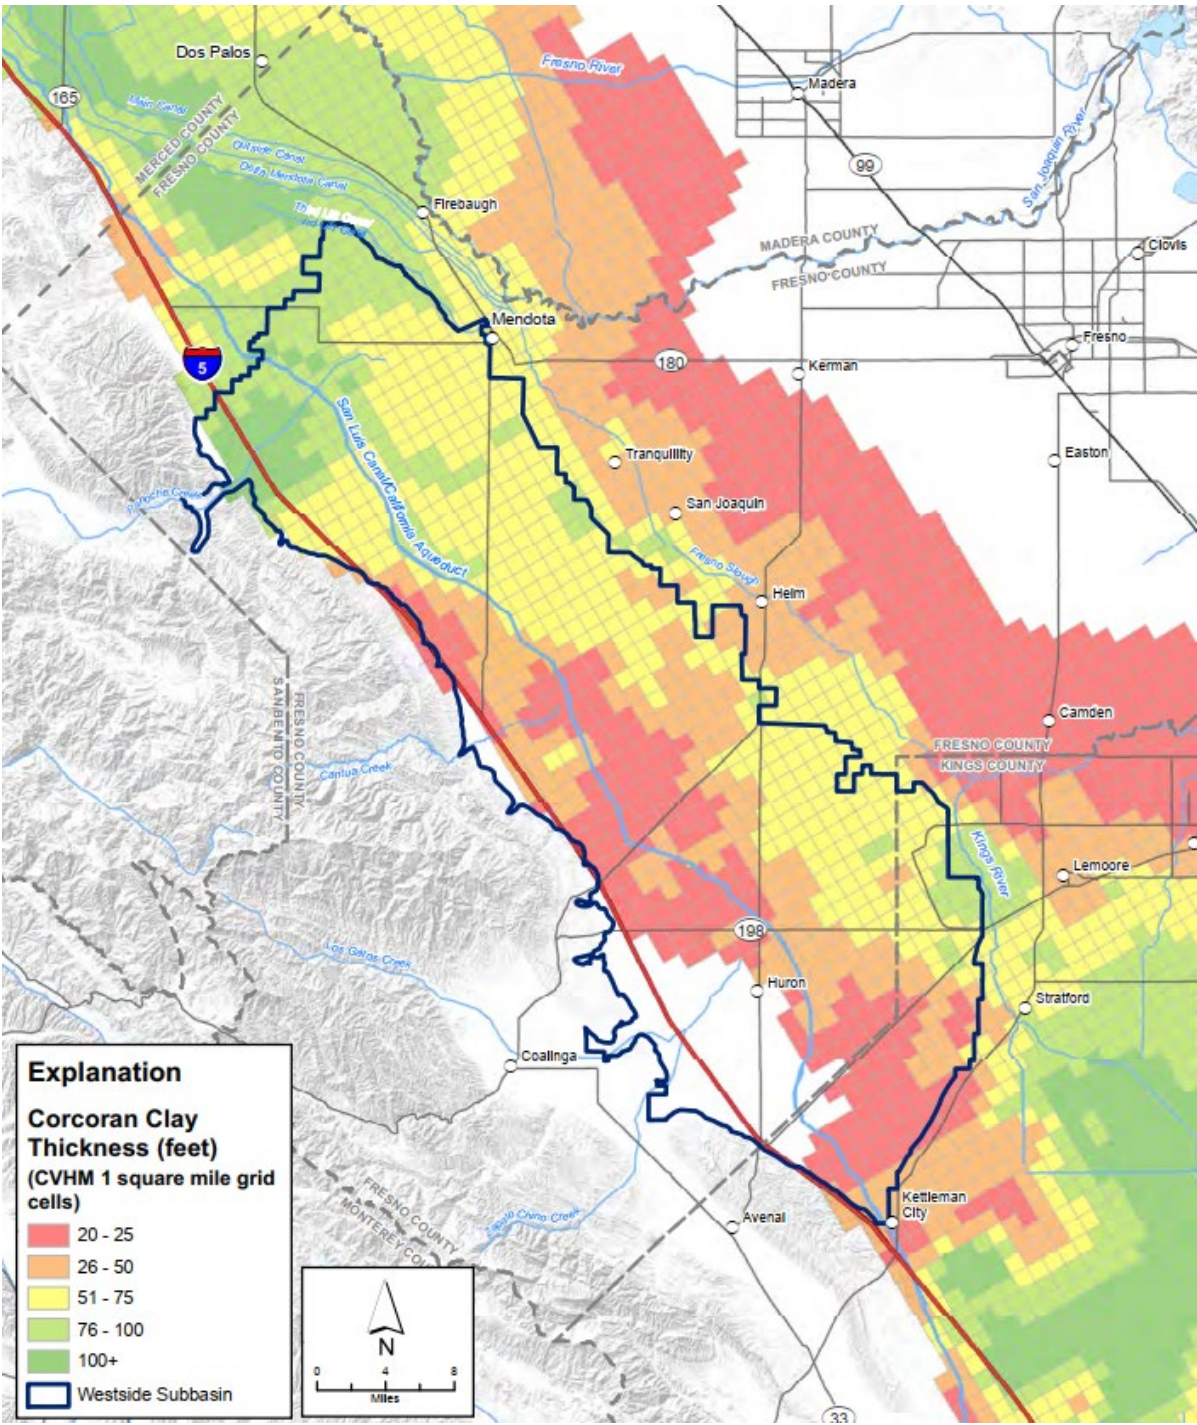 Dos Palos
Fresno River
Madera
165
Main Canal
MERCED COUNTY
FRESNO COUNTY
Outside Canal
Delta Mendota Canal
San Joaquin River
99
Firebaugh
MADERA COUNTY
FRESNO COUNTY
Clovis
Mendota
Fresno
5
180
Kerman
San Luis Canal/California Aqueduct
Tranquillity
Easton
Panoche Creek
San Joaquin
Fresno Slough
Helm
FRESNO COUNTY
SAN BENITO COUNTY
Camden
FRESNO COUNTY
KINGS COUNTY
Cantua Creek
Kings River
Lemoore
198
Los Gatos Creek
Huron
Stratford
Coalinga
Kettleman
City
Avenal
Zapato Chino Creek
FRESNO COUNTY
33
Explanation
Corcoran Clay
Thickness (feet)
(CVHM 1 square mile grid
cells)
20 - 25
26 - 50
51 - 75
76 - 100
100+
Westside Subbasin
N
0 4 8
Miles